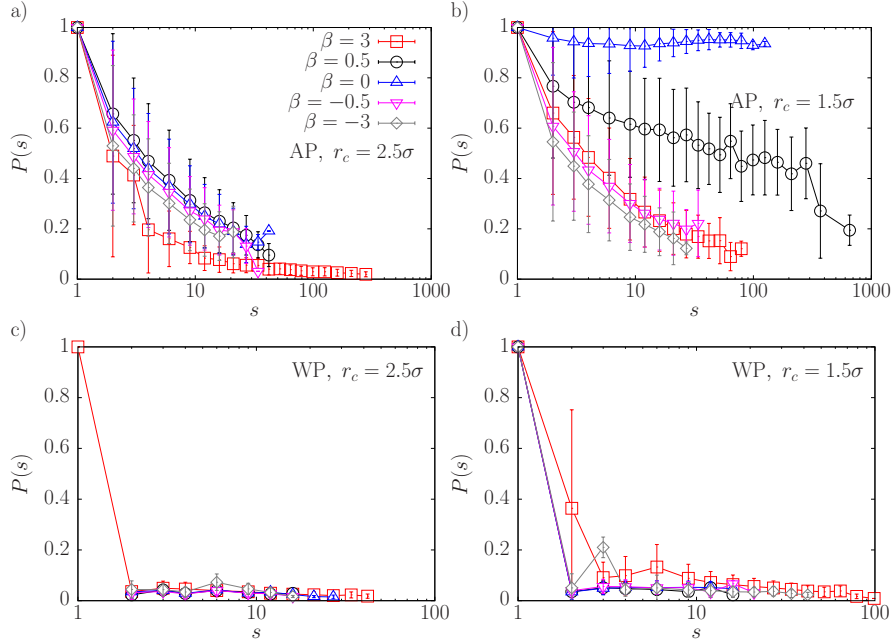 a)
P(s)
1
0.8
0.6
0.4
0.2
0
β = 3
β = 0.5
β = 0
β = −0.5
β = −3
AP, r_c = 2.5σ
1 10 100 1000
s
b)
P(s)
1
0.8
0.6
0.4
0.2
0
AP, r_c = 1.5σ
1 10 100 1000
s
c)
P(s)
1
0.8
0.6
0.4
0.2
0
WP, r_c = 2.5σ
1 10 100
s
d)
P(s)
1
0.8
0.6
0.4
0.2
0
WP, r_c = 1.5σ
1 10 100
s